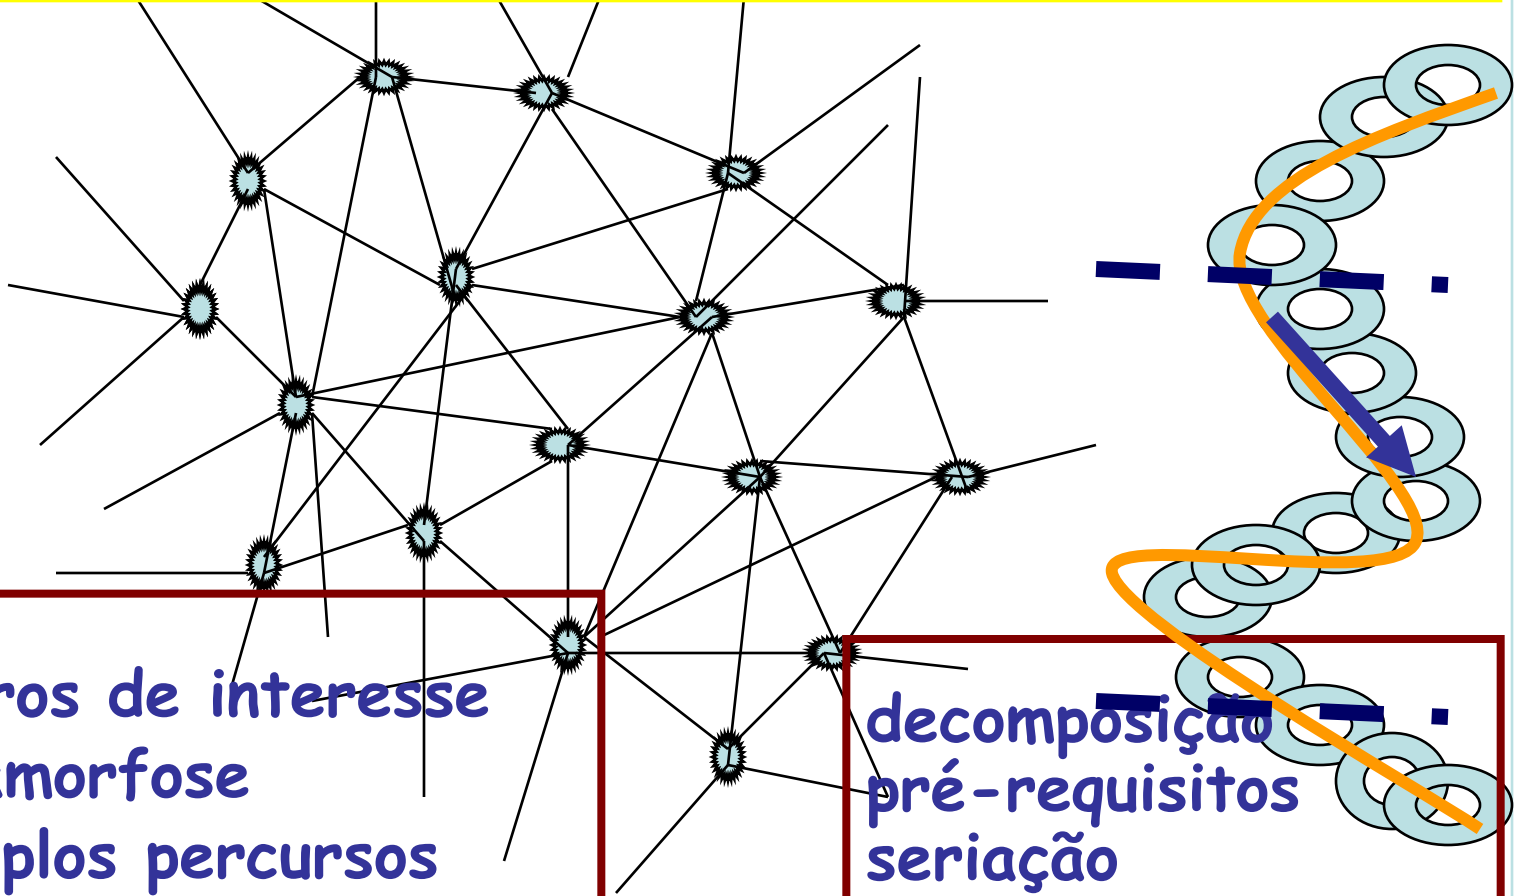 ros de interesse
morfose
plos percursos
decomposição
pré-requisitos
seriação